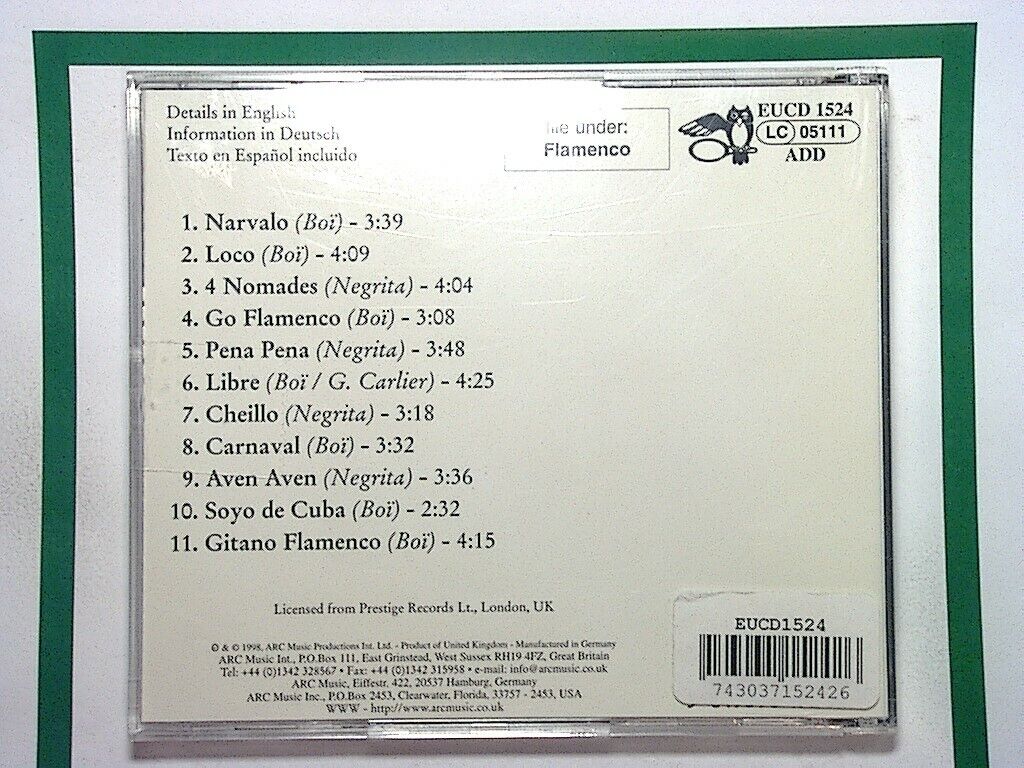 Details in English
Information in Deutsch
Texto en Español incluido
under:
Flamenco
EUCD 1524
LC 05111
ADD
1. Narvalo (Boï) - 3:39
2. Loco (Boï) - 4:09
3. 4 Nomades (Negrita) - 4:04
4. Go Flamenco (Boï) - 3:08
5. Pena Pena (Negrita) - 3:48
6. Libre (Boï / G. Carlier) - 4:25
7. Cheillo (Negrita) - 3:18
8. Carnaval (Boï) - 3:32
9. Aven Aven (Negrita) - 3:36
10. Soyo de Cuba (Boï) - 2:32
11. Gitano Flamenco (Boï) - 4:15
Licensed from Prestige Records Lt., London, UK
℗ & © 1998, ARC Music Productions Int. Ltd. - Product of United Kingdom - Manufactured in Germany
ARC Music Int., P.O.Box 111, East Grinstead, West Sussex RH19 4FZ, Great Britain
Tel: +44 (0)1342 328567 • Fax: +44 (0)1342 315958 • e-mail: info@arcmusic.co.uk
ARC Music, Eiffestr. 422, 20537 Hamburg, Germany
ARC Music Inc., P.O.Box 2453, Clearwater, Florida, 33757 - 2453, USA
WWW - http://www.arcmusic.co.uk
EUCD1524
743037152426